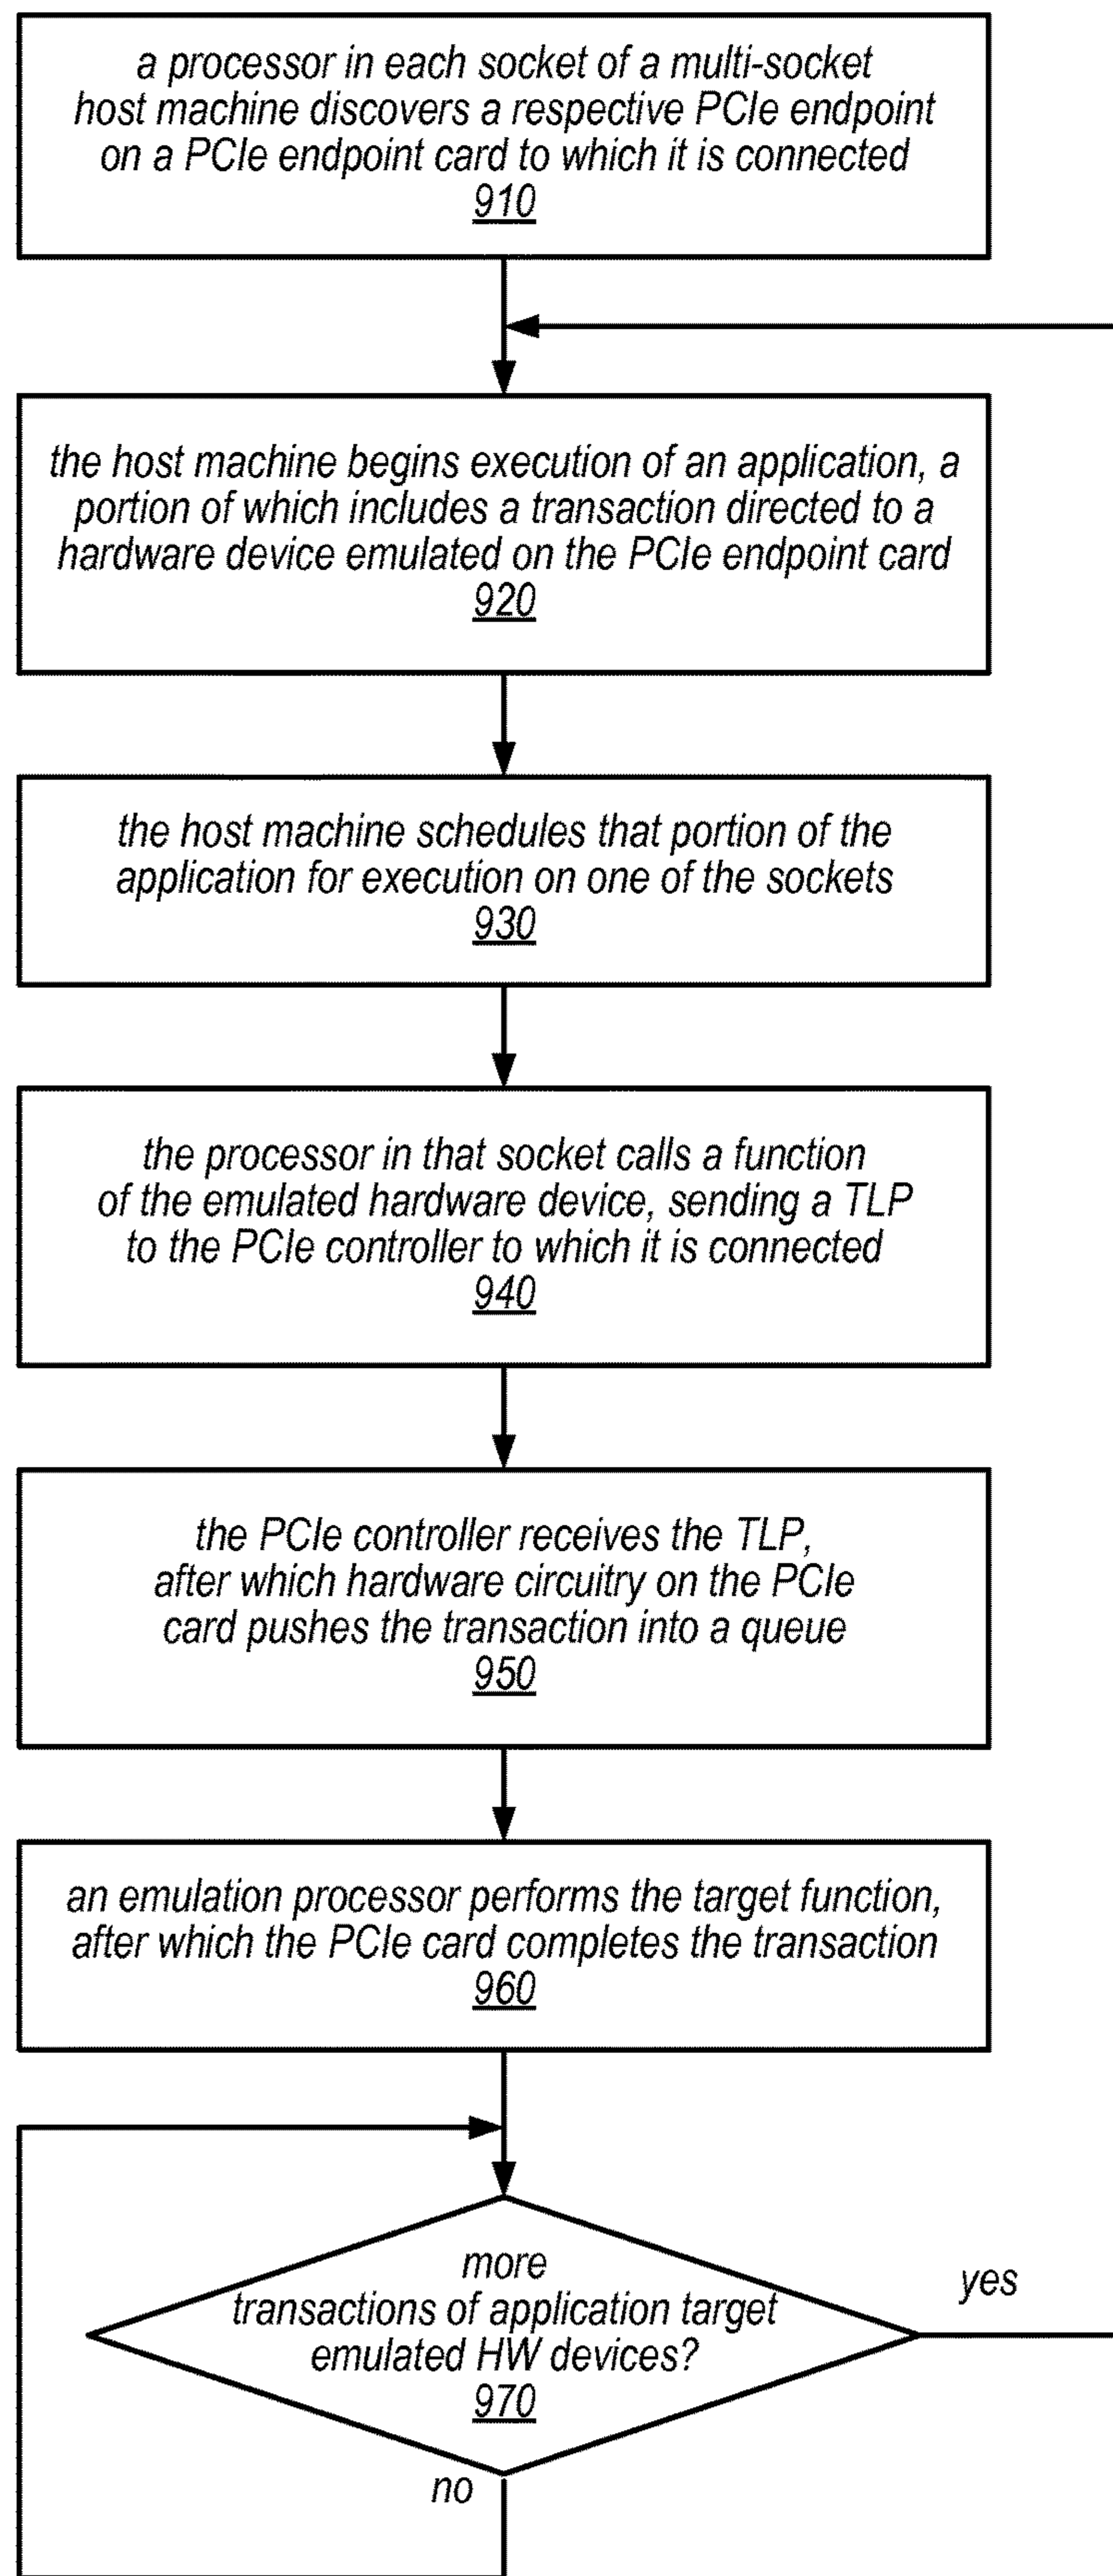 a processor in each socket of a multi-socket
host machine discovers a respective PCIe endpoint
on a PCIe endpoint card to which it is connected
910
the host machine begins execution of an application, a
portion of which includes a transaction directed to a
hardware device emulated on the PCIe endpoint card
920
the host machine schedules that portion of the
application for execution on one of the sockets
930
the processor in that socket calls a function
of the emulated hardware device, sending a TLP
to the PCIe controller to which it is connected
940
the PCIe controller receives the TLP,
after which hardware circuitry on the PCIe
card pushes the transaction into a queue
950
an emulation processor performs the target function,
after which the PCIe card completes the transaction
960
more
transactions of application target
emulated HW devices?
970
yes
no